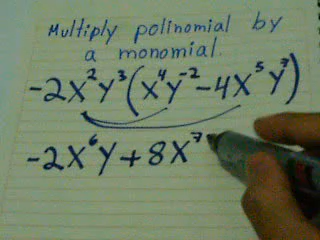 Multiply polinomial by
a monomial.
-2x²y³(x⁴y⁻²-4x⁵y⁷)
-2x⁶y+8x⁷